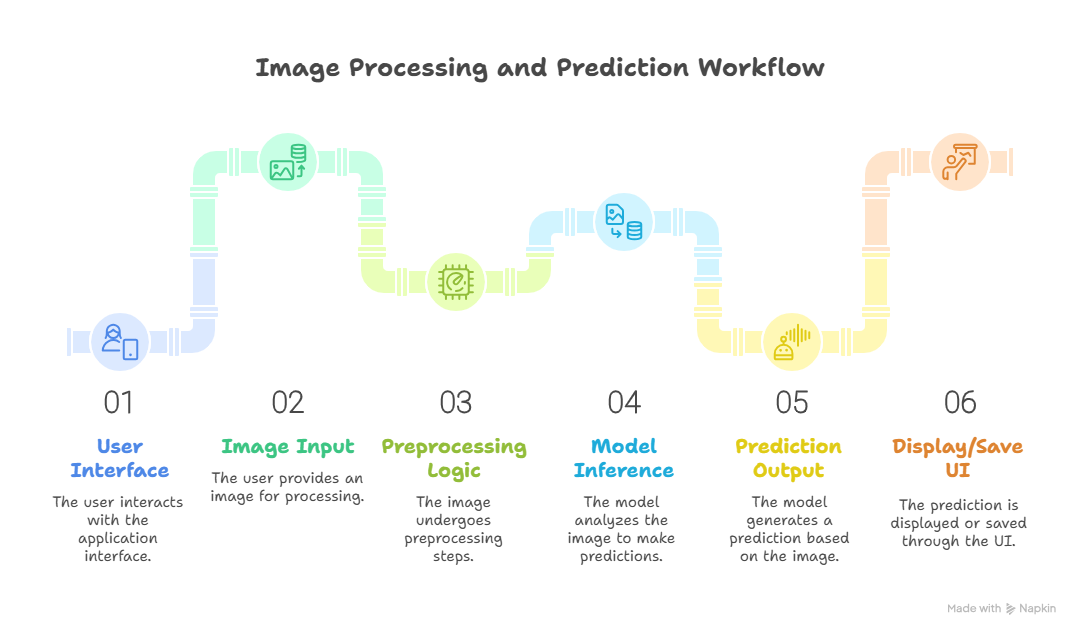 Image Processing and Prediction Workflow
01
User
Interface
The user interacts
with the
application
interface.
02
Image Input
The user provides an
image for processing.
03
Preprocessing
Logic
The image
undergoes
preprocessing
steps.
04
Model
Inference
The model
analyzes the
image to make
predictions.
05
Prediction
Output
The model
generates a
prediction based
on the image.
06
Display/Save
UI
The prediction is
displayed or saved
through the UI.
Made with Napkin